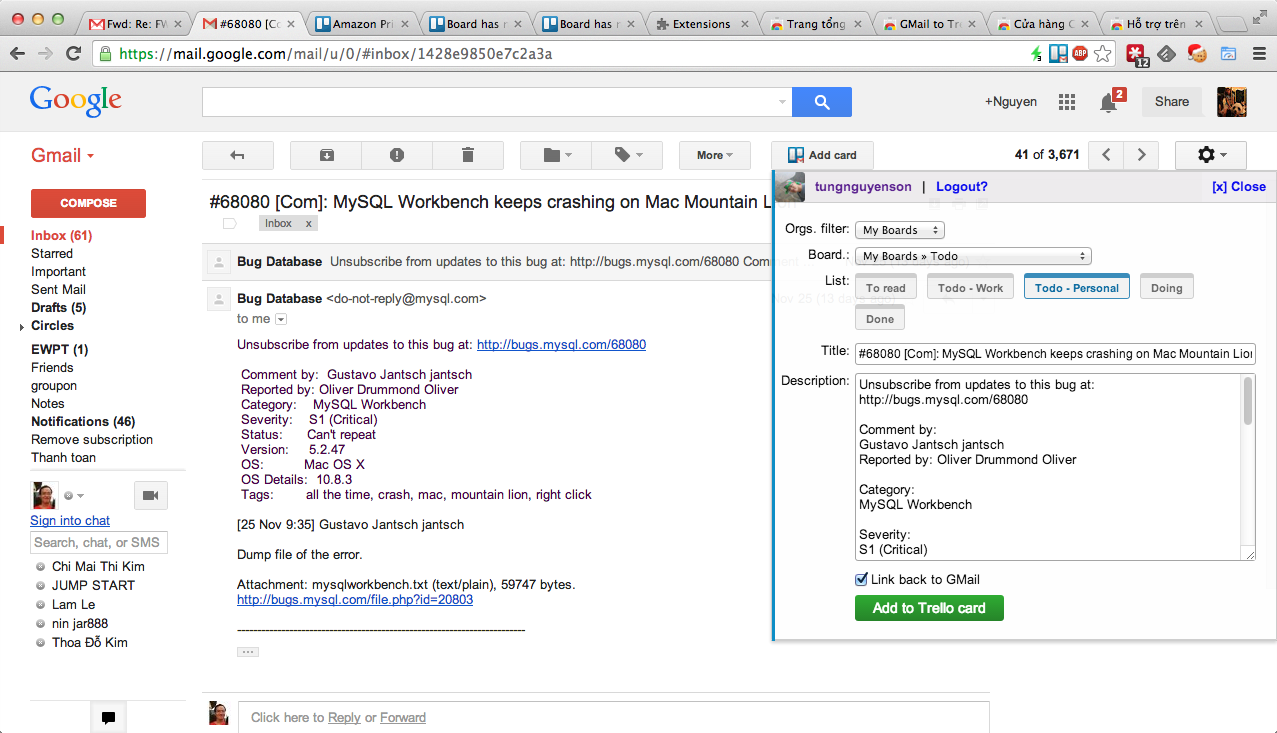 Fwd: Re: FW
#68080 [Co
Amazon Pri
Board has r
Board has r
Extensions
Trang tổng
GMail to Tre
Cửa hàng C
Hỗ trợ trên
https://mail.google.com/mail/u/0/#inbox/1428e9850e7c2a3a
3
ABP
12
Google
+Nguyen
2
Share
Gmail
More
Add card
41 of 3,671
COMPOSE
Inbox (61)
Starred
Important
Sent Mail
Drafts (5)
Circles
EWPT (1)
Friends
groupon
Notes
Notifications (46)
Remove subscription
Thanh toan
Sign into chat
Search, chat, or SMS
Chi Mai Thi Kim
JUMP START
Lam Le
nin jar888
Thoa Đỗ Kim
#68080 [Com]: MySQL Workbench keeps crashing on Mac Mountain L
Inbox x
Bug Database Unsubscribe from updates to this bug at: http://bugs.mysql.com/68080 Comment
Bug Database <do-not-reply@mysql.com>
Nov 25 (13 days ago)
to me
Unsubscribe from updates to this bug at: http://bugs.mysql.com/68080
Comment by: Gustavo Jantsch jantsch
Reported by: Oliver Drummond Oliver
Category: MySQL Workbench
Severity: S1 (Critical)
Status: Can't repeat
Version: 5.2.47
OS: Mac OS X
OS Details: 10.8.3
Tags: all the time, crash, mac, mountain lion, right click
[25 Nov 9:35] Gustavo Jantsch jantsch
Dump file of the error.
Attachment: mysqlworkbench.txt (text/plain), 59747 bytes.
http://bugs.mysql.com/file.php?id=20803
------------------------------------------------------------------------
...
Click here to Reply or Forward
tungnguyenson | Logout?
[x] Close
Orgs. filter: My Boards
Board.: My Boards » Todo
List: To read Todo - Work Todo - Personal Doing
Done
Title: #68080 [Com]: MySQL Workbench keeps crashing on Mac Mountain Lion
Description: Unsubscribe from updates to this bug at:
http://bugs.mysql.com/68080
Comment by:
Gustavo Jantsch jantsch
Reported by: Oliver Drummond Oliver
Category:
MySQL Workbench
Severity:
S1 (Critical)
Link back to GMail
Add to Trello card